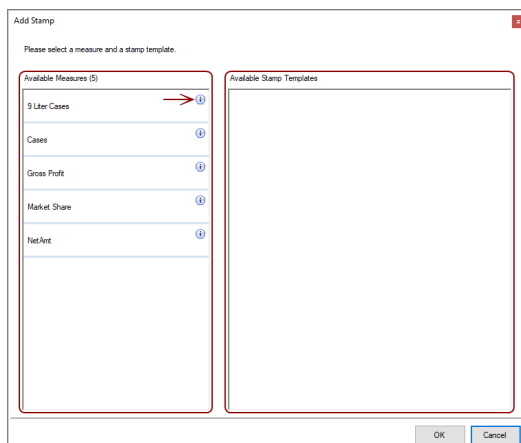 Add Stamp
x
Please select a measure and a stamp template.
Available Measures (5)
Available Stamp Templates
9 Liter Cases
i
Cases
i
Gross Profit
i
Market Share
i
NetAmt
i
OK
Cancel